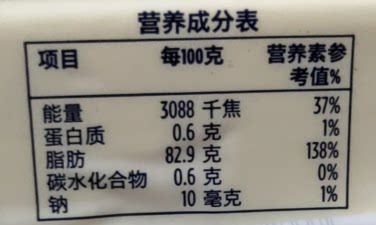 营养成分表
项目 每100克 营养素参考值%
能量 3088 千焦 37%
蛋白质 0.6 克 1%
脂肪 82.9 克 138%
碳水化合物 0.6 克 0%
钠 10 毫克 1%